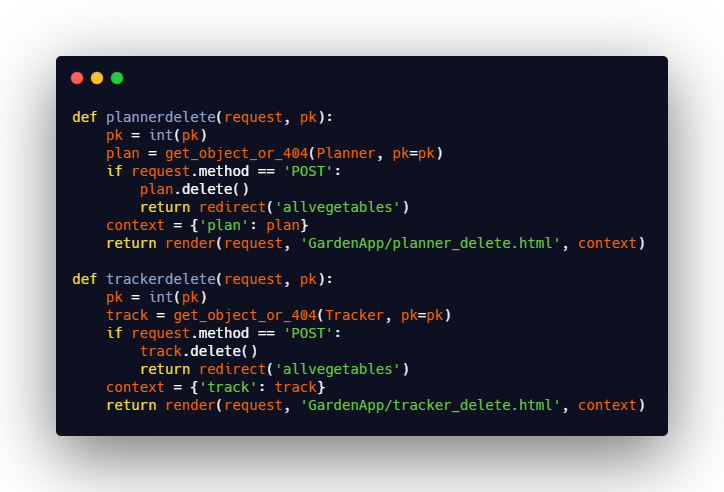 def plannerdelete(request, pk):
    pk = int(pk)
    plan = get_object_or_404(Planner, pk=pk)
    if request.method == 'POST':
        plan.delete()
        return redirect('allvegetables')
    context = {'plan': plan}
    return render(request, 'GardenApp/planner_delete.html', context)

def trackerdelete(request, pk):
    pk = int(pk)
    track = get_object_or_404(Tracker, pk=pk)
    if request.method == 'POST':
        track.delete()
        return redirect('allvegetables')
    context = {'track': track}
    return render(request, 'GardenApp/tracker_delete.html', context)